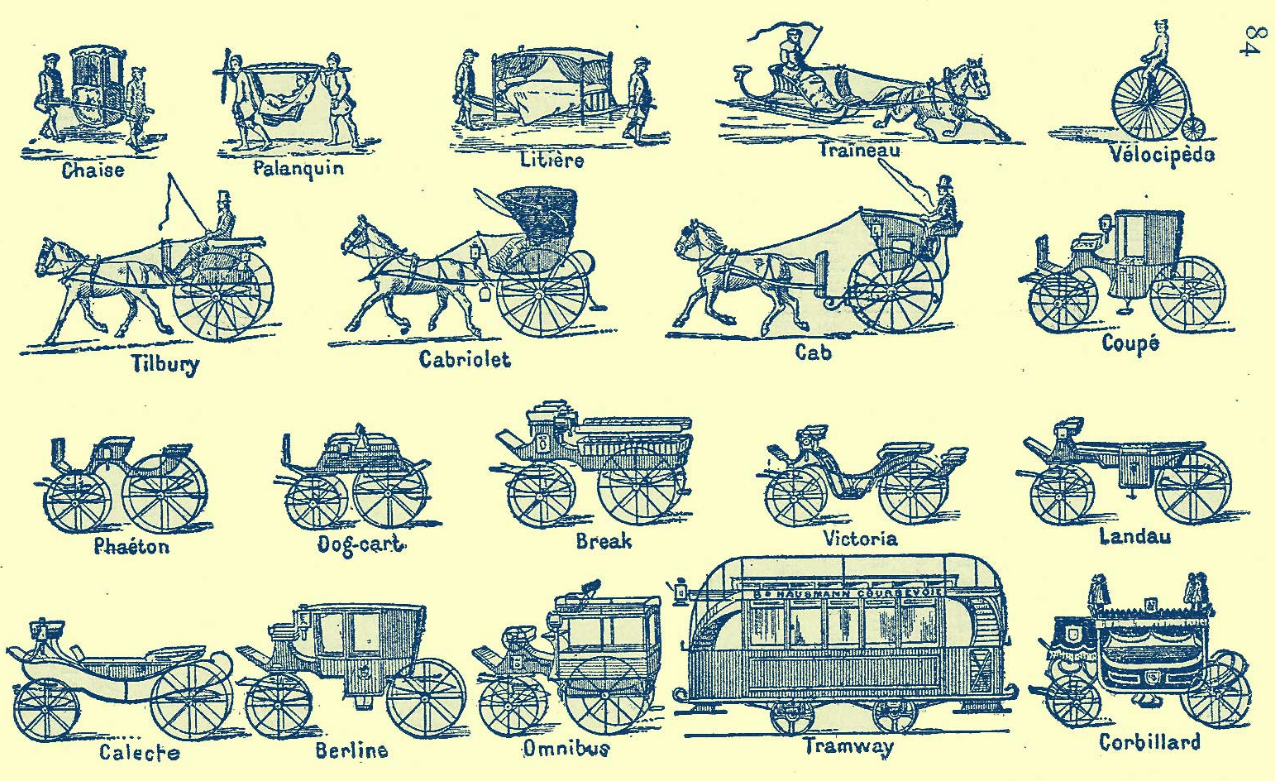 84
Chaise
Palanquin
Litière
Traineau
Vélocipède
Tilbury
Cabriolet
Cab
Coupé
Phaéton
Dog-cart
Break
Victoria
Landau
Bd HAUSMANN COURBEVOIE
Calèche
Berline
Omnibus
Tramway
Corbillard